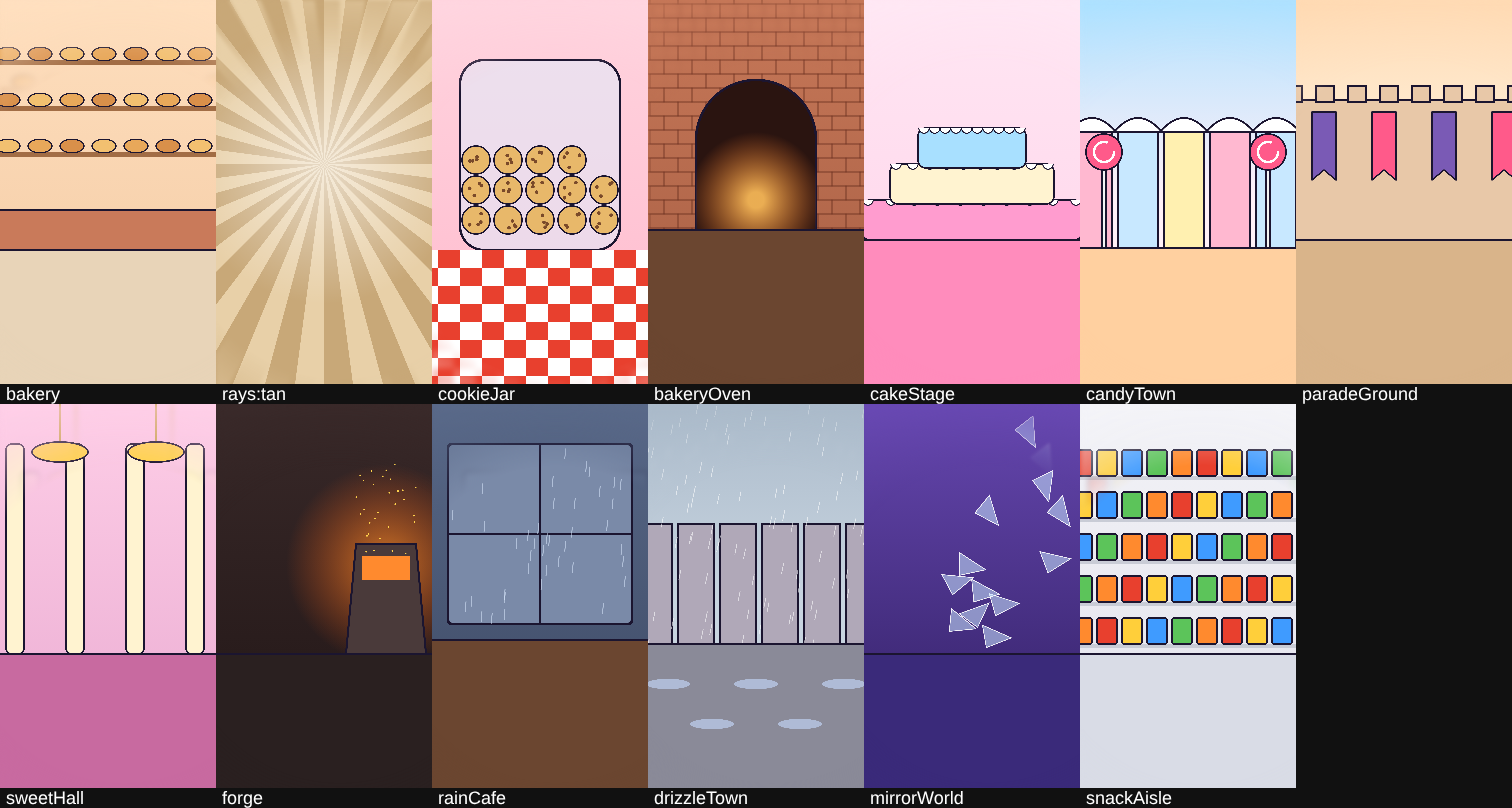 bakery
rays:tan
cookieJar
bakeryOven
cakeStage
candyTown
paradeGround
sweetHall
forge
rainCafe
drizzleTown
mirrorWorld
snackAisle